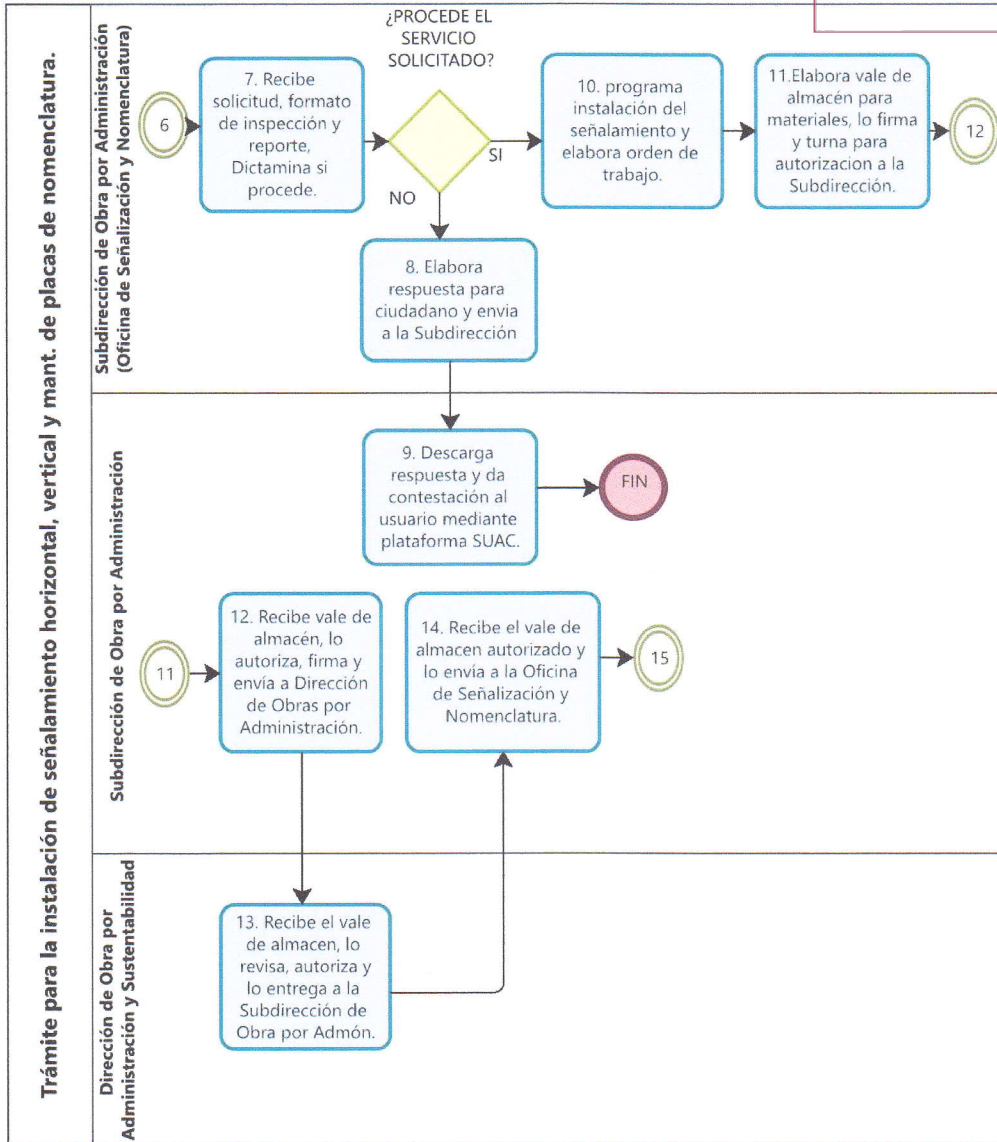 Trámite para la instalación de señalamiento horizontal, vertical y mant. de placas de nomenclatura.
Subdirección de Obra por Administración
(Oficina de Señalización y Nomenclatura)
6
7. Recibe
solicitud, formato
de inspección y
reporte,
Dictamina si
procede.
¿PROCEDE EL
SERVICIO
SOLICITADO?
SI
NO
10. programa
instalación del
señalamiento y
elabora orden de
trabajo.
11.Elabora vale de
almacén para
materiales, lo firma
y turna para
autorizacion a la
Subdirección.
12
8. Elabora
respuesta para
ciudadano y envia
a la Subdirección
Subdirección de Obra por Administración
9. Descarga
respuesta y da
contestación al
usuario mediante
plataforma SUAC.
FIN
11
12. Recibe vale de
almacén, lo
autoriza, firma y
envía a Dirección
de Obras por
Administración.
14. Recibe el vale de
almacen autorizado y
lo envía a la Oficina
de Señalización y
Nomenclatura.
15
Dirección de Obra por
Administración y Sustentabilidad
13. Recibe el vale
de almacen, lo
revisa, autoriza y
lo entrega a la
Subdirección de
Obra por Admón.